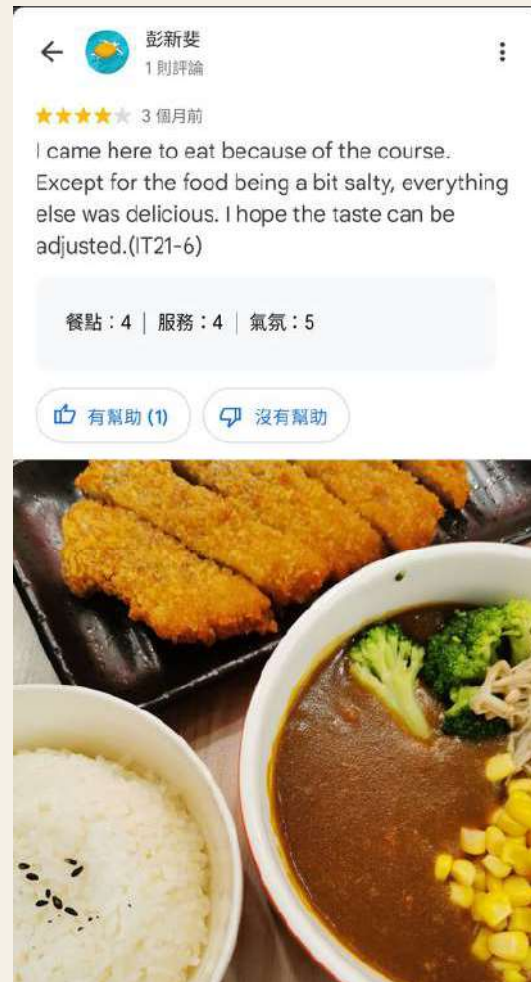 彭新斐
1 則評論
3 個月前
I came here to eat because of the course.
Except for the food being a bit salty, everything
else was delicious. I hope the taste can be
adjusted.(IT21-6)
餐點：4 | 服務：4 | 氣氛：5
有幫助 (1) 沒有幫助